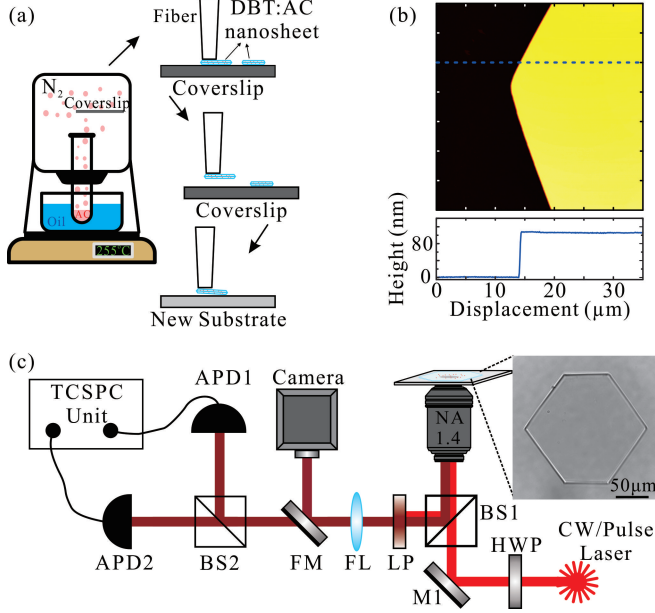 (a)
N2
Coverslip
AC
Oil
255°C
Fiber
DBT:AC
nanosheet
Coverslip
Coverslip
New Substrate
(b)
Height (nm)
80
0
0
10
20
30
Displacement (μm)
(c)
TCSPC
Unit
APD1
Camera
NA
1.4
50μm
APD2
BS2
FM
FL
LP
BS1
M1
HWP
CW/Pulse
Laser